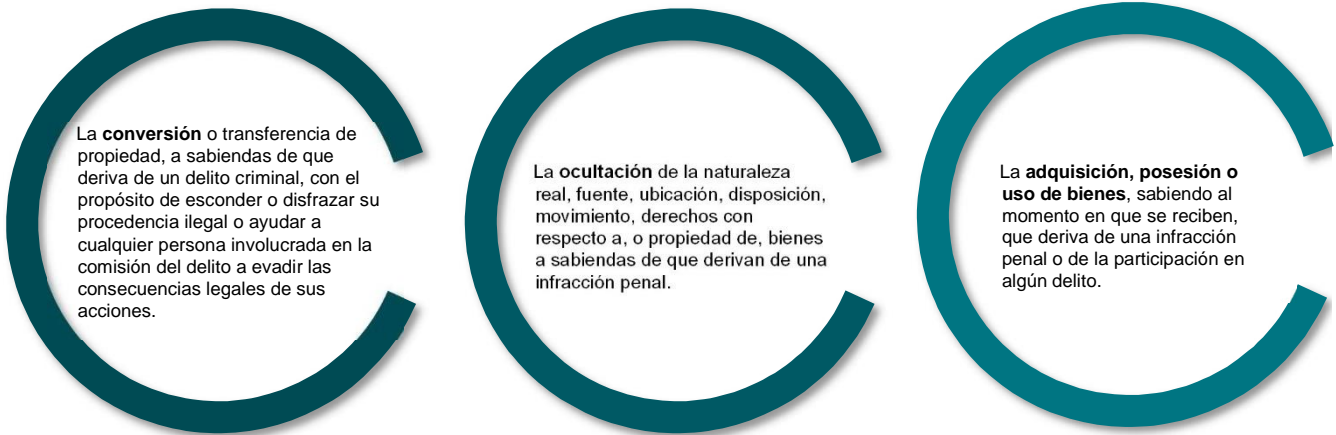 La conversión o transferencia de
propiedad, a sabiendas de que
deriva de un delito criminal, con el
propósito de esconder o disfrazar su
procedencia ilegal o ayudar a
cualquier persona involucrada en la
comisión del delito a evadir las
consecuencias legales de sus
acciones.
La ocultación de la naturaleza
real, fuente, ubicación, disposición,
movimiento, derechos con
respecto a, o propiedad de, bienes
a sabiendas de que derivan de una
infracción penal.
La adquisición, posesión o
uso de bienes, sabiendo al
momento en que se reciben,
que deriva de una infracción
penal o de la participación en
algún delito.